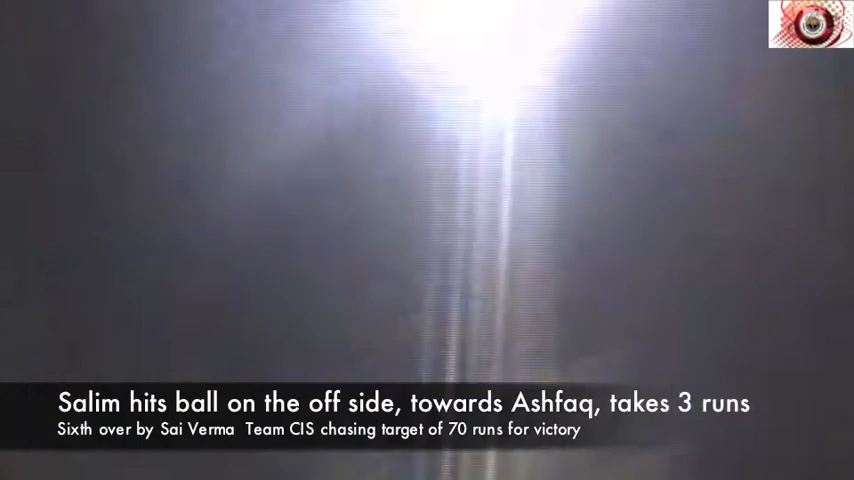 Salim hits ball on the off side, towards Ashfaq, takes 3 runs
Sixth over by Sai Verma  Team CIS chasing target of 70 runs for victory